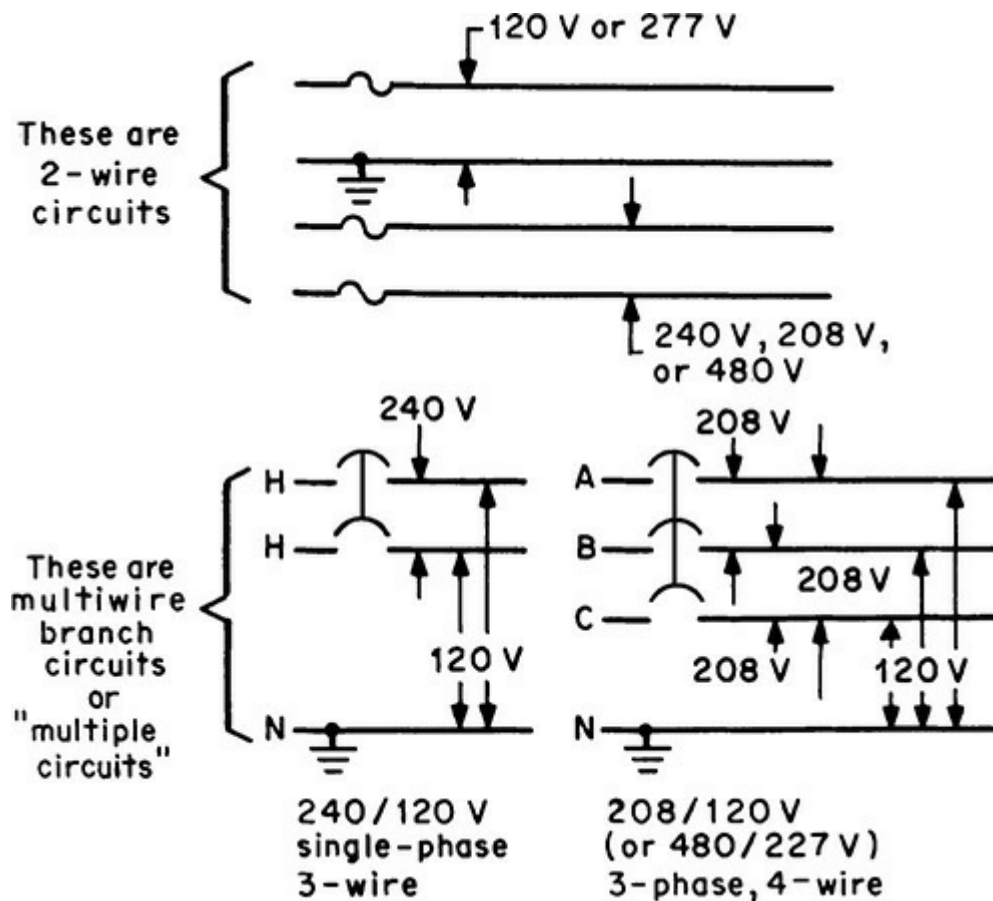 120 V or 277 V
These are
2-wire
circuits
240 V, 208 V,
or 480 V
240 V
H
H
120 V
N
208 V
A
B
208 V
C
208 V
120 V
N
These are
multiwire
branch
circuits
or
"multiple
circuits"
240/120 V
single-phase
3-wire
208/120 V
(or 480/227 V)
3-phase, 4-wire